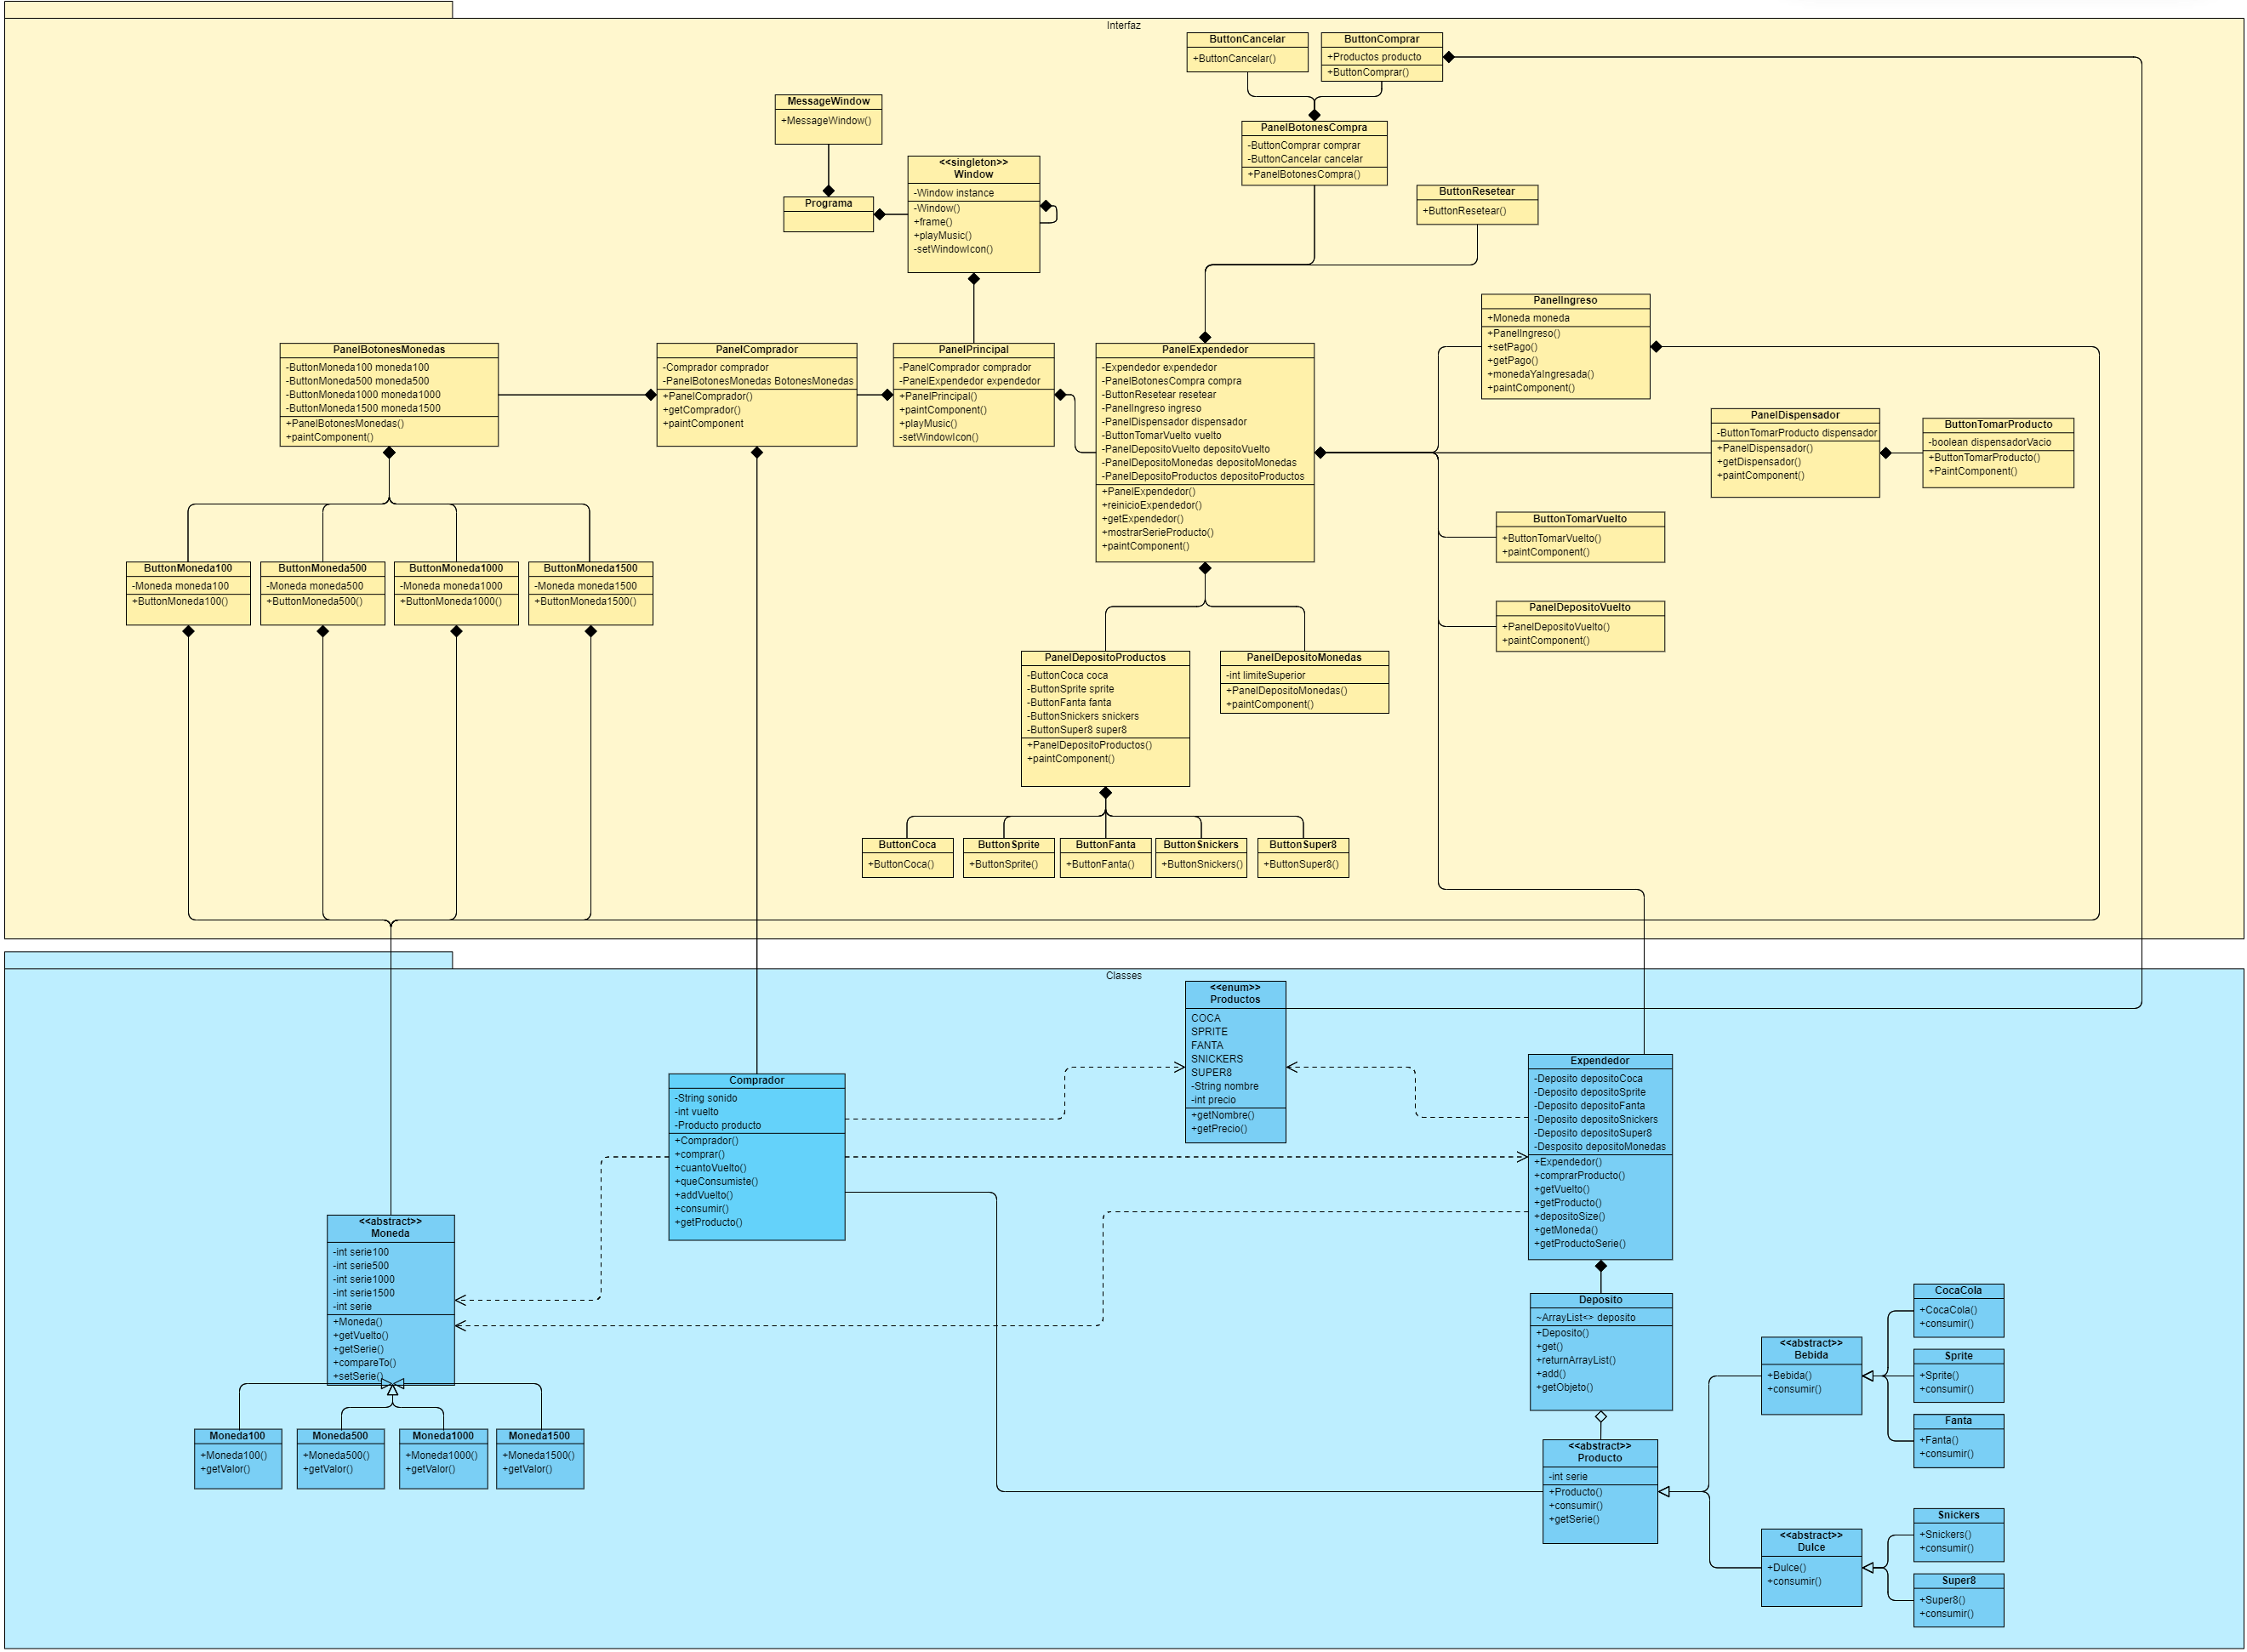 Interfaz
ButtonCancelar
+ButtonCancelar()
ButtonComprar
+Productos producto
+ButtonComprar()
MessageWindow
+MessageWindow()
PanelBotonesCompra
-ButtonComprar comprar
-ButtonCancelar cancelar
+PanelBotonesCompra()
<<singleton>>
Window
-Window instance
-Window()
+frame()
+playMusic()
-setWindowIcon()
Programa
ButtonResetear
+ButtonResetear()
PanelIngreso
+Moneda moneda
+PanelIngreso()
+setPago()
+getPago()
+monedaYaIngresada()
+paintComponent()
PanelBotonesMonedas
-ButtonMoneda100 moneda100
-ButtonMoneda500 moneda500
-ButtonMoneda1000 moneda1000
-ButtonMoneda1500 moneda1500
+PanelBotonesMonedas()
+paintComponent()
PanelComprador
-Comprador comprador
-PanelBotonesMonedas BotonesMonedas
+PanelComprador()
+getComprador()
+paintComponent
PanelPrincipal
-PanelComprador comprador
-PanelExpendedor expendedor
+PanelPrincipal()
+paintComponent()
+playMusic()
-setWindowIcon()
PanelExpendedor
-Expendedor expendedor
-PanelBotonesCompra compra
-ButtonResetear resetear
-PanelIngreso ingreso
-PanelDispensador dispensador
-ButtonTomarVuelto vuelto
-PanelDepositoVuelto depositoVuelto
-PanelDepositoMonedas depositoMonedas
-PanelDepositoProductos depositoProductos
+PanelExpendedor()
+reinicioExpendedor()
+getExpendedor()
+mostrarSerieProducto()
+paintComponent()
PanelDispensador
-ButtonTomarProducto dispensador
+PanelDispensador()
+getDispensador()
+paintComponent()
ButtonTomarProducto
-boolean dispensadorVacio
+ButtonTomarProducto()
+PaintComponent()
ButtonTomarVuelto
+ButtonTomarVuelto()
+paintComponent()
PanelDepositoVuelto
+PanelDepositoVuelto()
+paintComponent()
ButtonMoneda100
-Moneda moneda100
+ButtonMoneda100()
ButtonMoneda500
-Moneda moneda500
+ButtonMoneda500()
ButtonMoneda1000
-Moneda moneda1000
+ButtonMoneda1000()
ButtonMoneda1500
-Moneda moneda1500
+ButtonMoneda1500()
PanelDepositoProductos
-ButtonCoca coca
-ButtonSprite sprite
-ButtonFanta fanta
-ButtonSnickers snickers
-ButtonSuper8 super8
+PanelDepositoProductos()
+paintComponent()
PanelDepositoMonedas
-int limiteSuperior
+PanelDepositoMonedas()
+paintComponent()
ButtonCoca
+ButtonCoca()
ButtonSprite
+ButtonSprite()
ButtonFanta
+ButtonFanta()
ButtonSnickers
+ButtonSnickers()
ButtonSuper8
+ButtonSuper8()
Classes
<<enum>>
Productos
COCA
SPRITE
FANTA
SNICKERS
SUPER8
-String nombre
-int precio
+getNombre()
+getPrecio()
Comprador
-String sonido
-int vuelto
-Producto producto
+Comprador()
+comprar()
+cuantoVuelto()
+queConsumiste()
+addVuelto()
+consumir()
+getProducto()
Expendedor
-Deposito depositoCoca
-Deposito depositoSprite
-Deposito depositoFanta
-Deposito depositoSnickers
-Deposito depositoSuper8
-Desposito depositoMonedas
+Expendedor()
+comprarProducto()
+getVuelto()
+getProducto()
+depositoSize()
+getMoneda()
+getProductoSerie()
<<abstract>>
Moneda
-int serie100
-int serie500
-int serie1000
-int serie1500
-int serie
+Moneda()
+getVuelto()
+getSerie()
+compareTo()
+setSerie()
Moneda100
+Moneda100()
+getValor()
Moneda500
+Moneda500()
+getValor()
Moneda1000
+Moneda1000()
+getValor()
Moneda1500
+Moneda1500()
+getValor()
Deposito
~ArrayList<> deposito
+Deposito()
+get()
+returnArrayList()
+add()
+getObjeto()
<<abstract>>
Producto
-int serie
+Producto()
+consumir()
+getSerie()
<<abstract>>
Bebida
+Bebida()
+consumir()
CocaCola
+CocaCola()
+consumir()
Sprite
+Sprite()
+consumir()
Fanta
+Fanta()
+consumir()
<<abstract>>
Dulce
+Dulce()
+consumir()
Snickers
+Snickers()
+consumir()
Super8
+Super8()
+consumir()